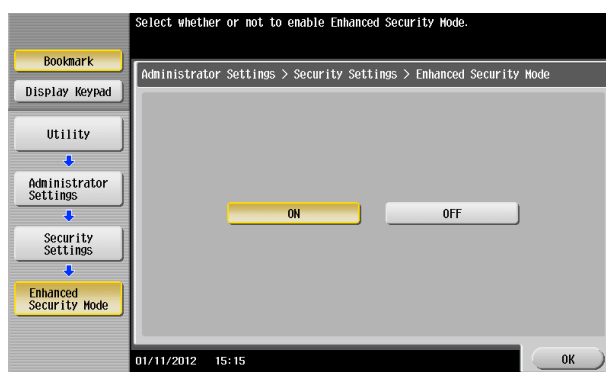 Select whether or not to enable Enhanced Security Mode.
Bookmark
Display Keypad
Administrator Settings > Security Settings > Enhanced Security Mode
Utility
Administrator
Settings
Security
Settings
Enhanced
Security Mode
ON
OFF
01/11/2012 15:15
OK